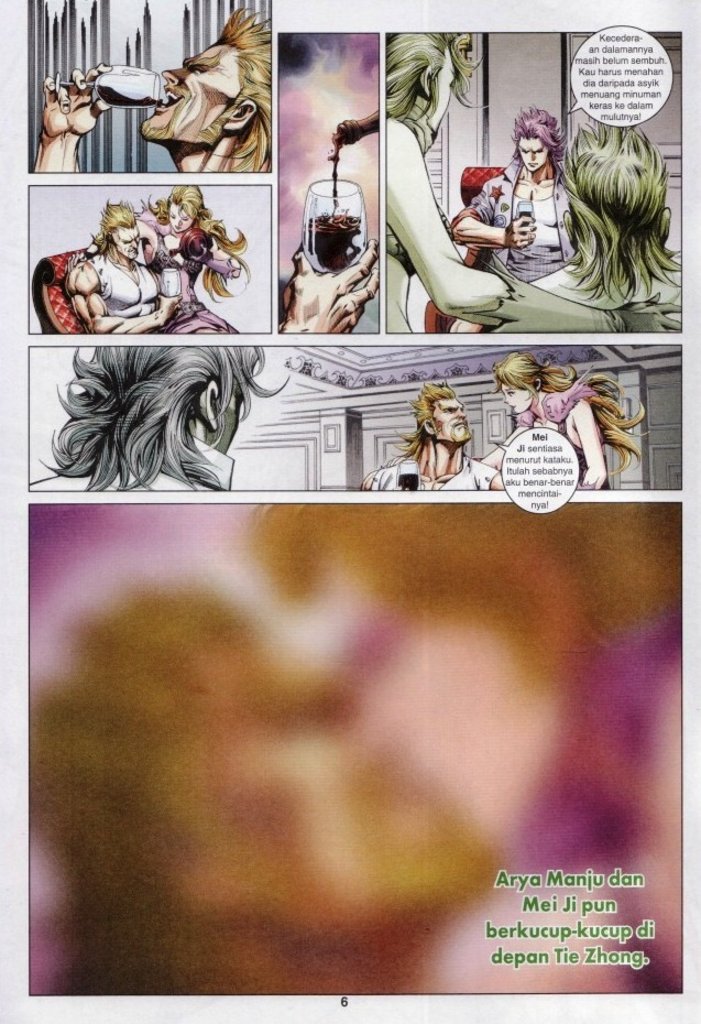 Kecedera-
an dalamannya
masih belum sembuh.
Kau harus menahan
dia daripada asyik
menuang minuman
keras ke dalam
mulutnya!
Mei
Ji sentiasa
menurut kataku.
Itulah sebabnya
aku benar-benar
mencintai-
nya!
Arya Manju dan
Mei Ji pun
berkucup-kucup di
depan Tie Zhong.
6